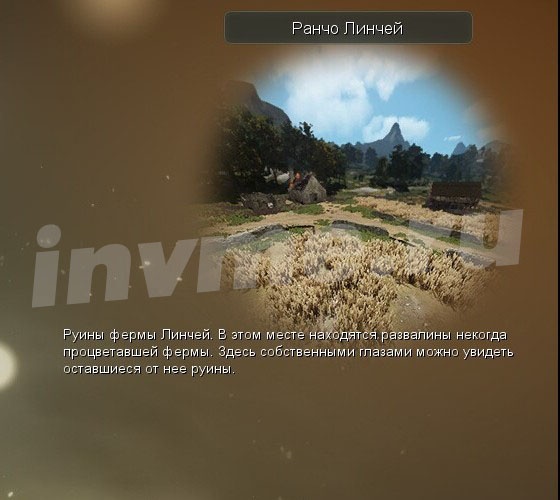 Ранчо Линчей
Руины фермы Линчей. В этом месте находятся развалины некогда
процветавшей фермы. Здесь собственными глазами можно увидеть
оставшиеся от нее руины.